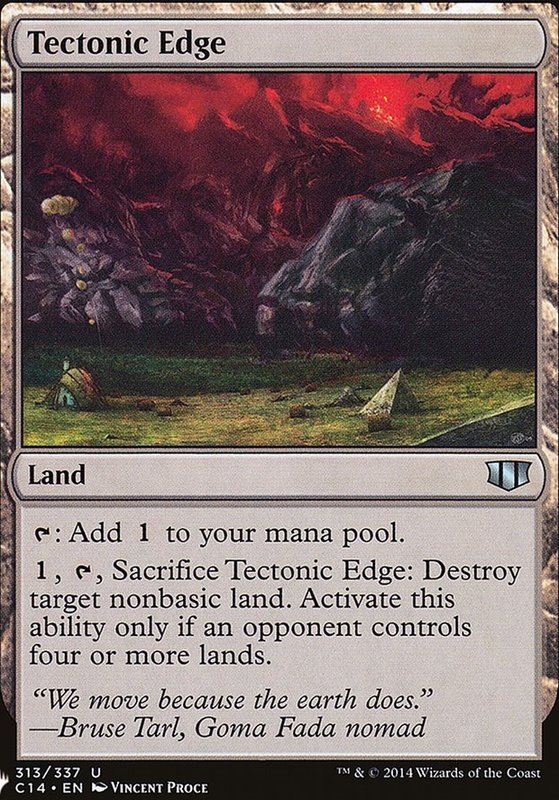 Tectonic Edge
Land
: Add 1 to your mana pool.
1, , Sacrifice Tectonic Edge: Destroy
target nonbasic land. Activate this
ability only if an opponent controls
four or more lands.
“We move because the earth does.”
—Bruse Tarl, Goma Fada nomad
313/337 U
C14 • EN Vincent Proce
™ & © 2014 Wizards of the Coast